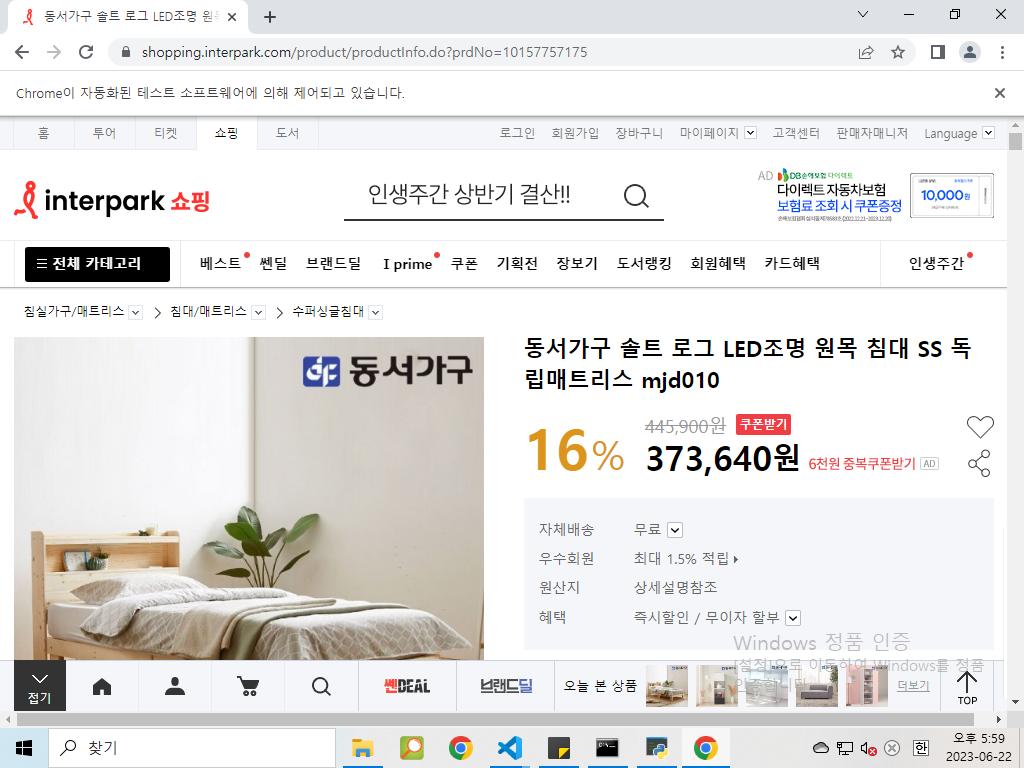 동서가구 솔트 로그 LED조명 원목
shopping.interpark.com/product/productInfo.do?prdNo=10157757175
Chrome이 자동화된 테스트 소프트웨어에 의해 제어되고 있습니다.
홈 투어 티켓 쇼핑 도서 로그인 회원가입 장바구니 마이페이지 고객센터 판매자매니저 Language
interpark 쇼핑
인생주간 상반기 결산!!
AD DB손해보험 다이렉트
다이렉트 자동차보험
보험료 조회 시 쿠폰증정
10,000원
전체 카테고리 베스트 쎈딜 브랜드딜 I prime 쿠폰 기획전 장보기 도서랭킹 회원혜택 카드혜택 인생주간
침실가구/매트리스 침대/매트리스 수퍼싱글침대
동서가구
동서가구 솔트 로그 LED조명 원목 침대 SS 독
립매트리스 mjd010
16%
445,900원 쿠폰받기
373,640원 6천원 중복쿠폰받기 AD
자체배송 무료
우수회원 최대 1.5% 적립
원산지 상세설명참조
혜택 즉시할인 / 무이자 할부
Windows 정품 인증
[설정]으로 이동하여 Windows를 정품
접기
쎈DEAL
브랜드딜
오늘 본 상품
더보기
TOP
찾기
한
오후 5:59
2023-06-22